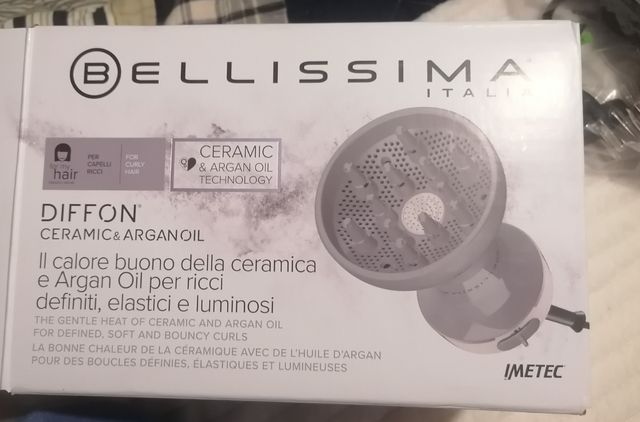 BELLISSIMA
ITALIA
for my hair
PER CAPELLI RICCI
FOR CURLY HAIR
CERAMIC
& ARGAN OIL
TECHNOLOGY
DIFFON®
CERAMIC&ARGANOIL
Il calore buono della ceramica
e Argan Oil per ricci
definiti, elastici e luminosi
THE GENTLE HEAT OF CERAMIC AND ARGAN OIL
FOR DEFINED, SOFT AND BOUNCY CURLS
LA BONNE CHALEUR DE LA CÉRAMIQUE AVEC DE L'HUILE D'ARGAN
POUR DES BOUCLES DÉFINIES, ÉLASTIQUES ET LUMINEUSES
IMETEC